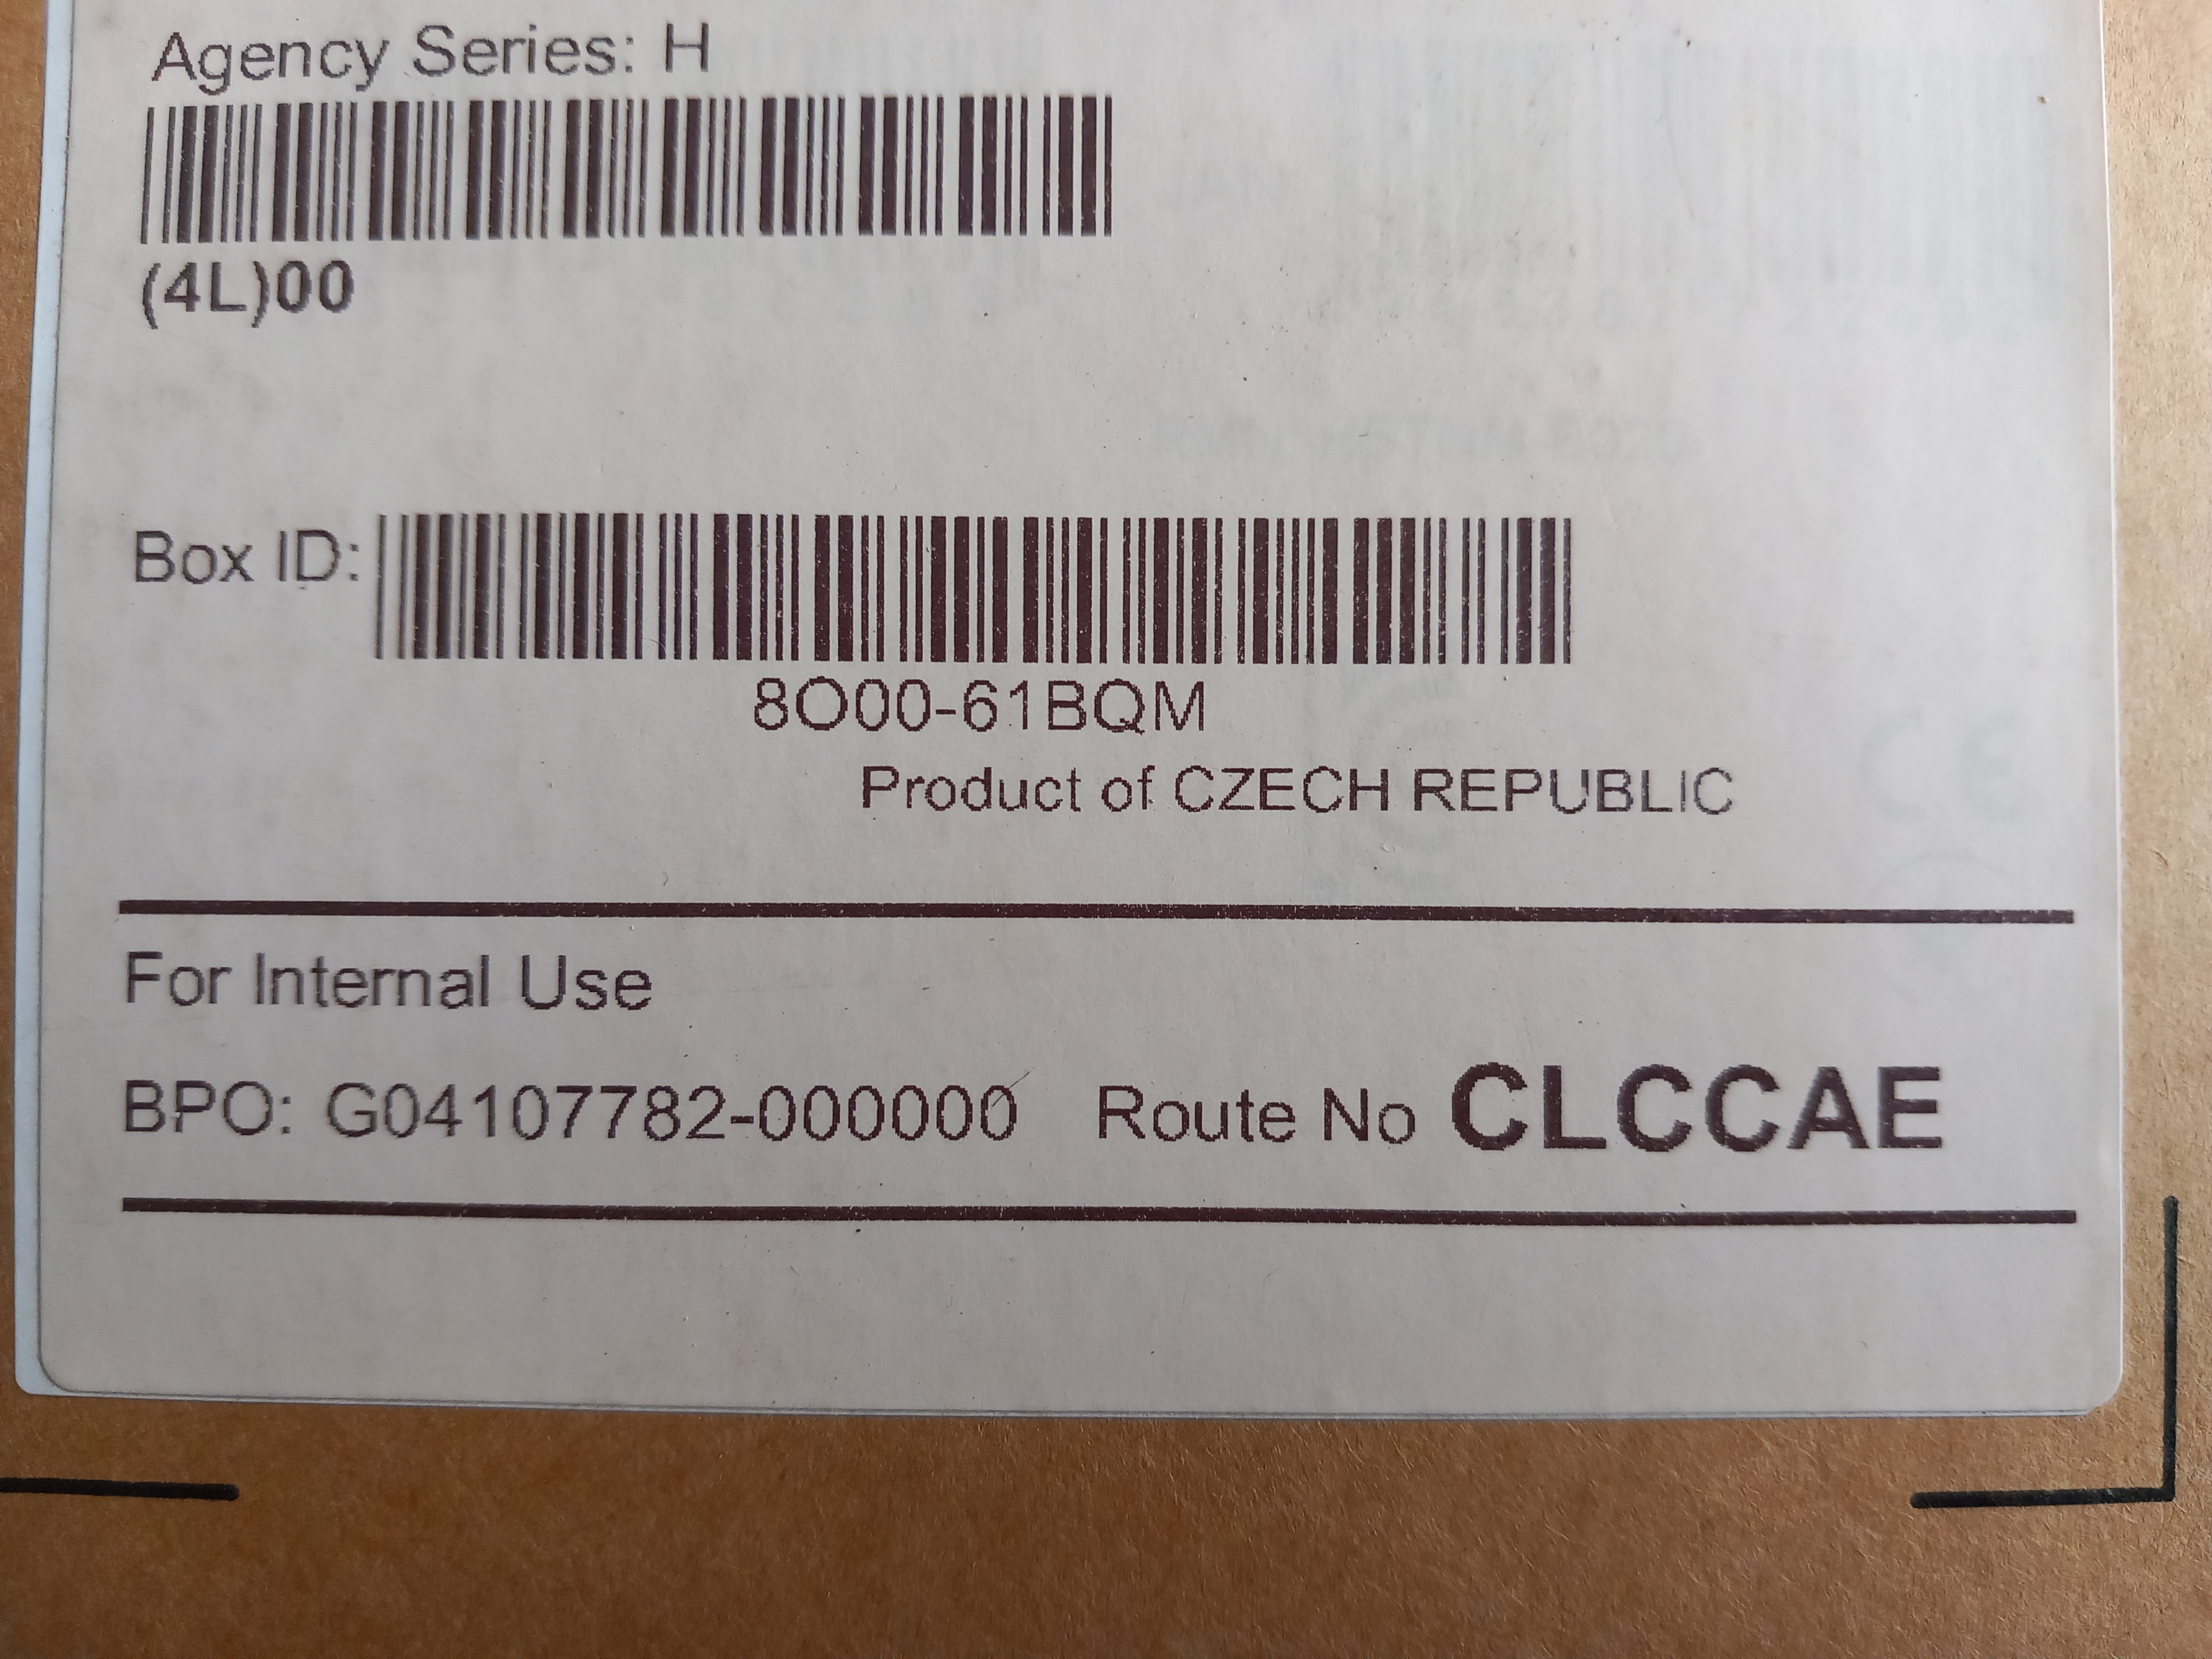 Agency Series: H
(4L)00
Box ID:
8O00-61BQM
Product of CZECH REPUBLIC
For Internal Use
BPO: G04107782-000000 Route No CLCCAE